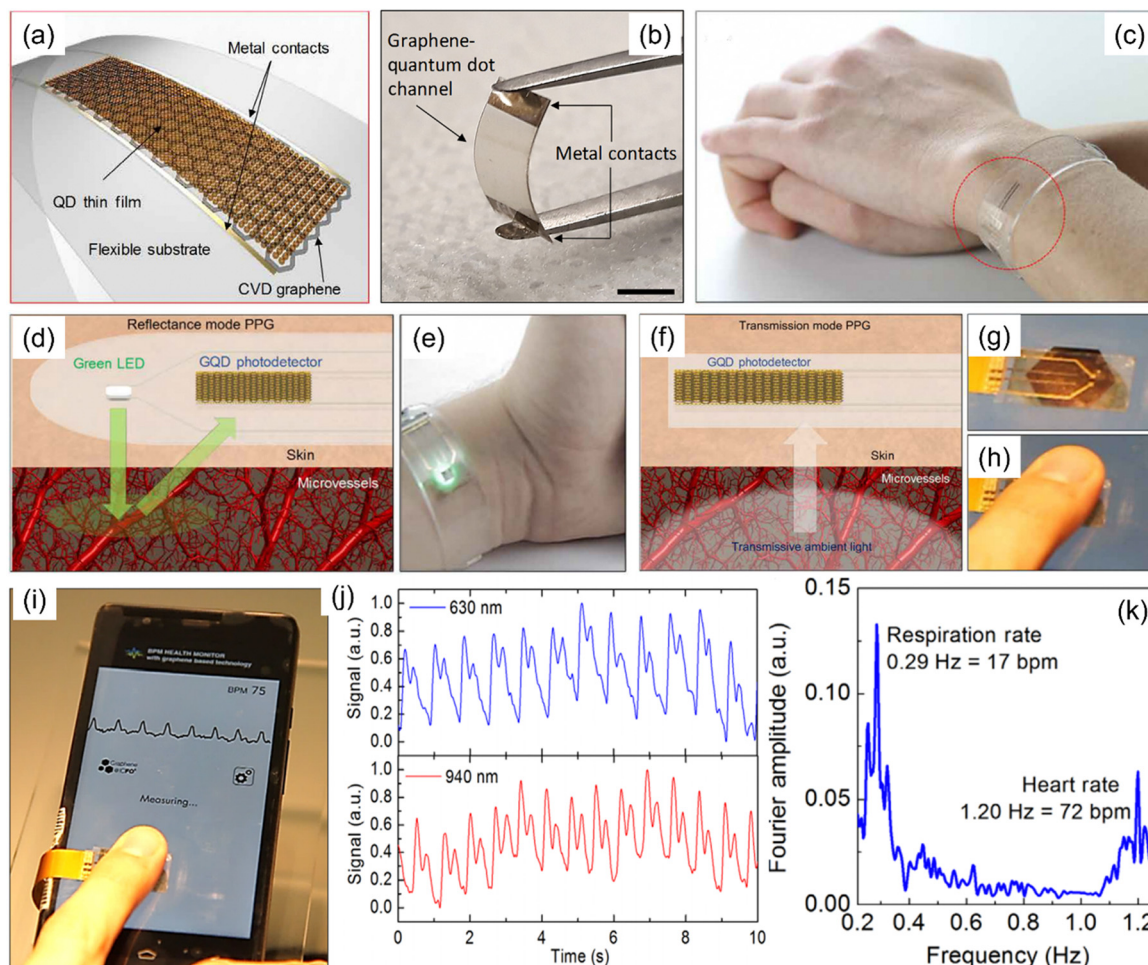 (a)
Metal contacts
QD thin film
Flexible substrate
CVD graphene
(b)
Graphene-
quantum dot
channel
Metal contacts
(c)
(d)
Reflectance mode PPG
Green LED
GQD photodetector
Skin
Microvessels
(e)
(f)
Transmission mode PPG
GQD photodetector
Skin
Microvessels
Transmissive ambient light
(g)
(h)
(i)
BPM HEALTH MONITOR
with graphene based technology
BPM 75
Graphene
Measuring...
(j)
Signal (a.u.)
1.0
0.8
0.6
0.4
0.2
0.0
630 nm
Signal (a.u.)
1.0
0.8
0.6
0.4
0.2
0.0
940 nm
0 2 4 6 8 10
Time (s)
(k)
Fourier amplitude (a.u.)
0.15
0.10
0.05
0.00
Respiration rate
0.29 Hz = 17 bpm
Heart rate
1.20 Hz = 72 bpm
0.2 0.4 0.6 0.8 1.0 1.2
Frequency (Hz)